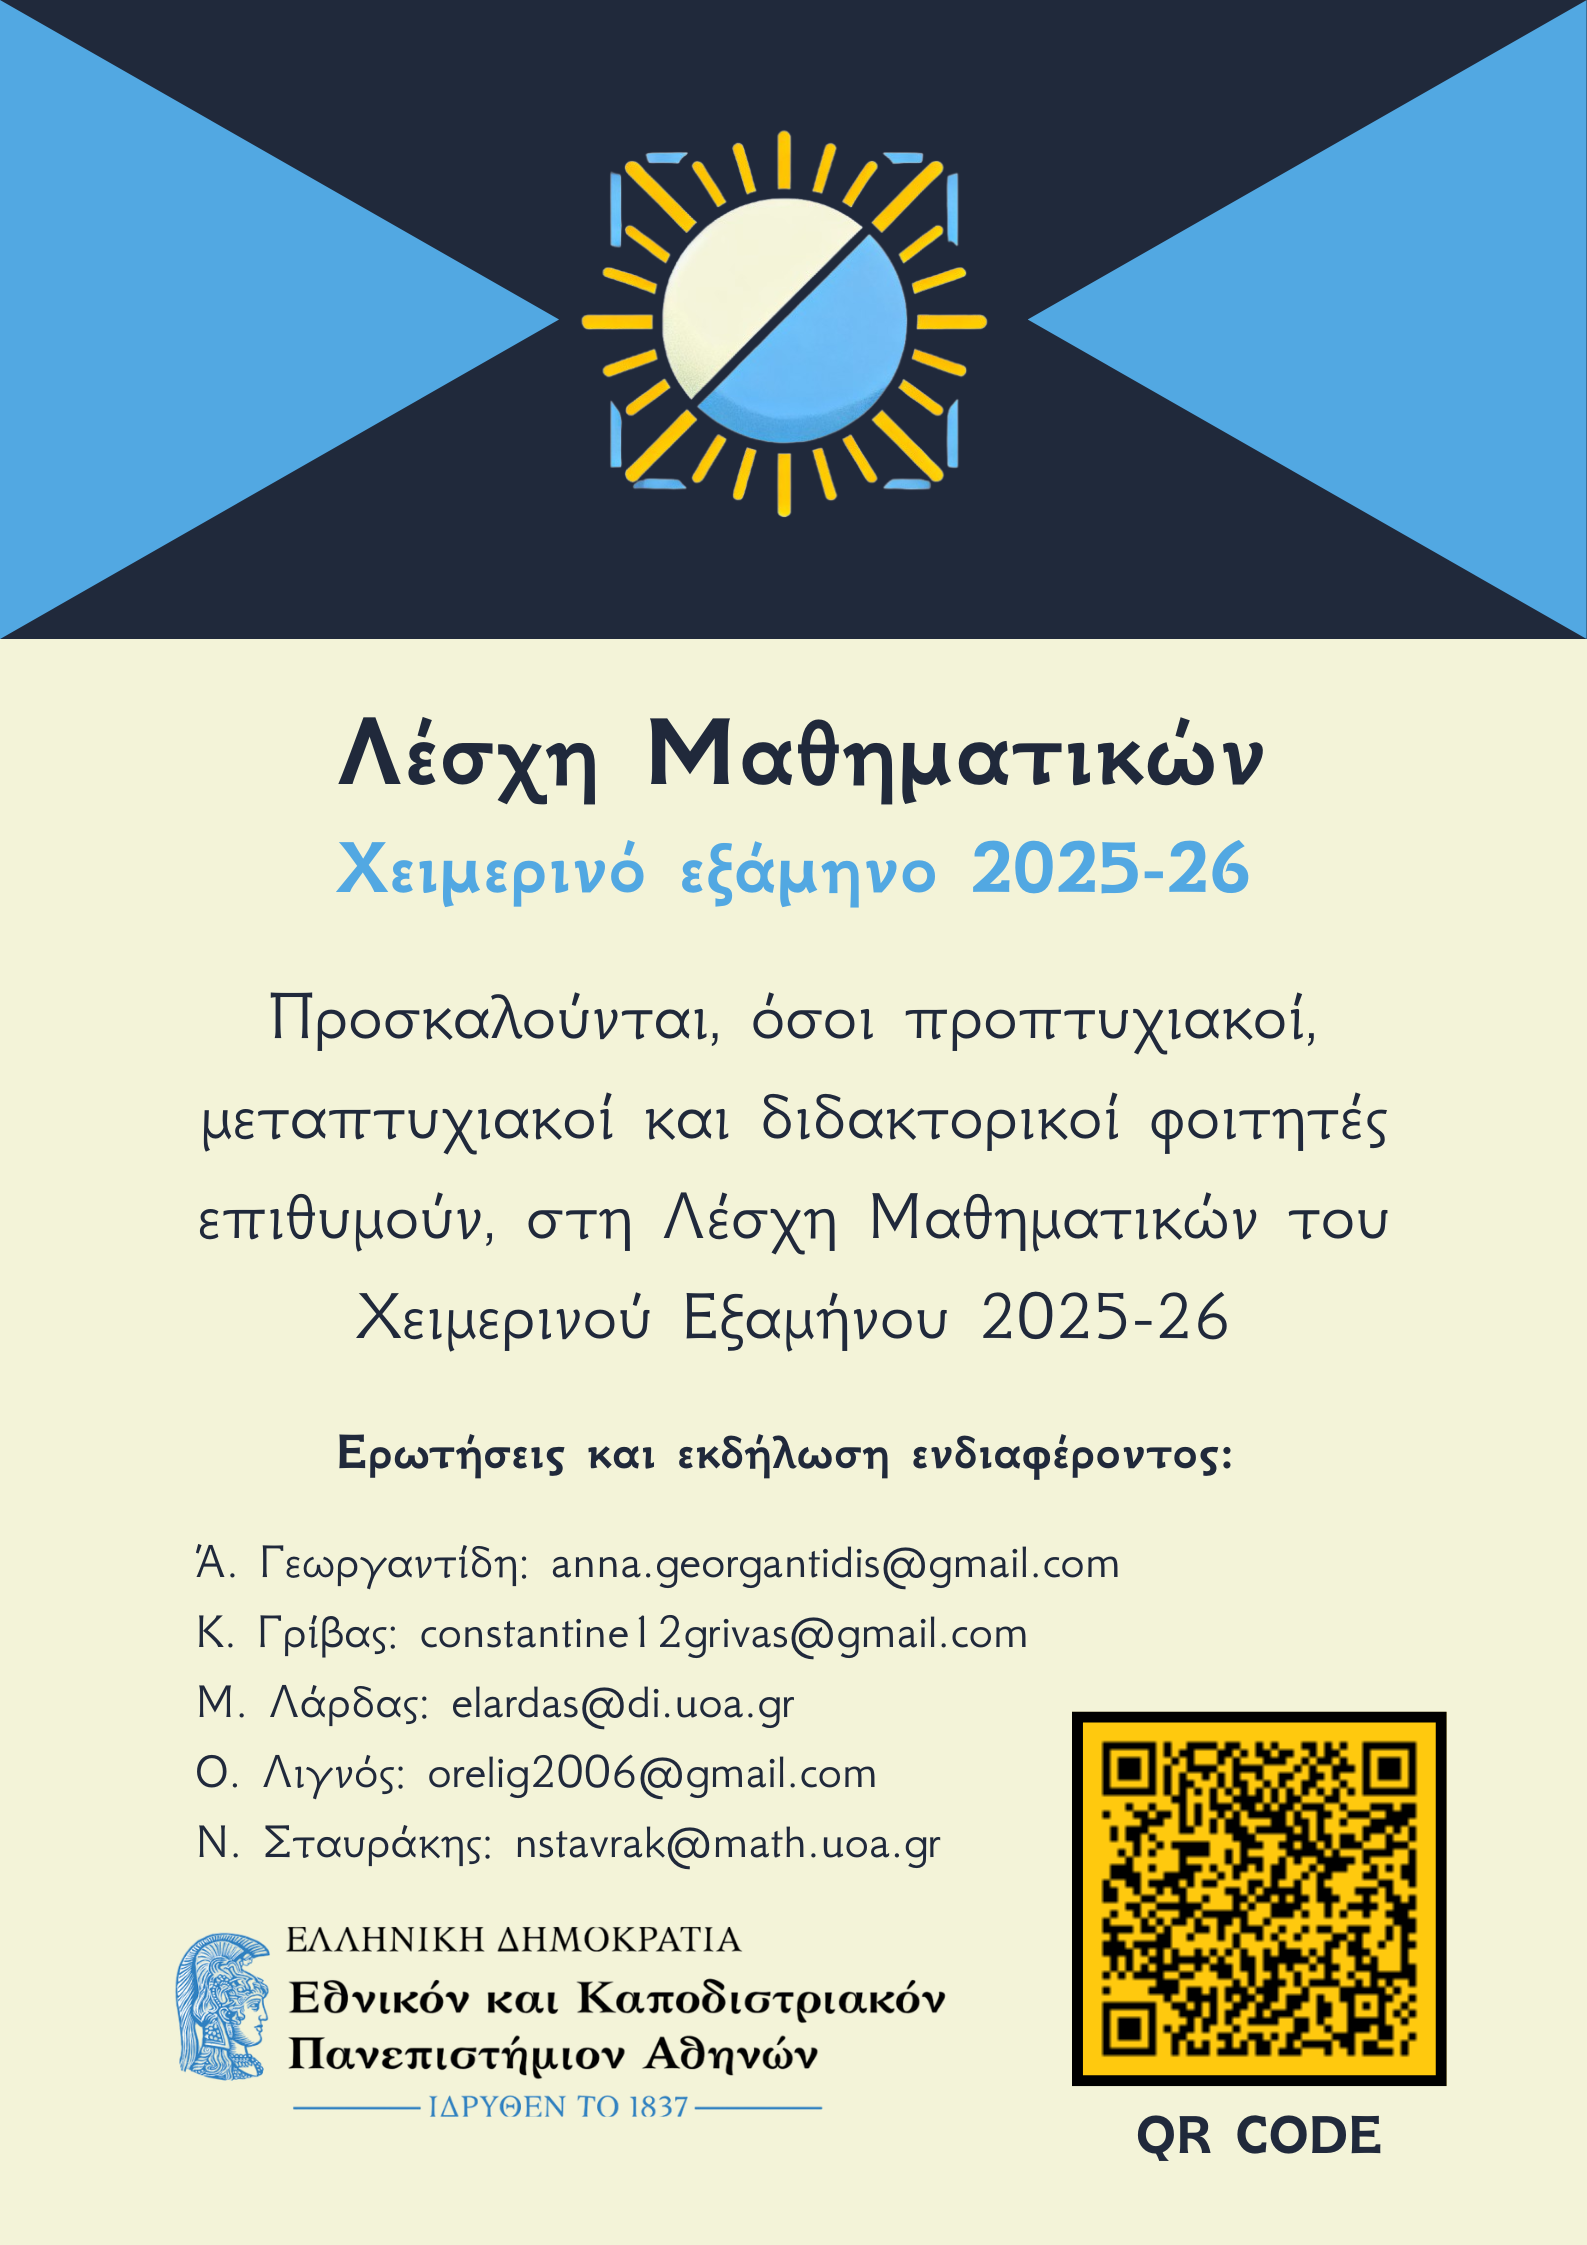 Λέσχη Μαθηματικών
Χειμερινό εξάμηνο 2025-26
Προσκαλούνται, όσοι προπτυχιακοί,
μεταπτυχιακοί και διδακτορικοί φοιτητές
επιθυμούν, στη Λέσχη Μαθηματικών του
Χειμερινού Εξαμήνου 2025-26
Ερωτήσεις και εκδήλωση ενδιαφέροντος:
Ά. Γεωργαντίδη: anna.georgantidis@gmail.com
Κ. Γρίβας: constantine12grivas@gmail.com
Μ. Λάρδας: elardas@di.uoa.gr
Ο. Λιγνός: orelig2006@gmail.com
Ν. Σταυράκης: nstavrak@math.uoa.gr
ΕΛΛΗΝΙΚΗ ΔΗΜΟΚΡΑΤΙΑ
Εθνικόν και Καποδιστριακόν
Πανεπιστήμιον Αθηνών
ΙΔΡΥΘΕΝ ΤΟ 1837
QR CODE